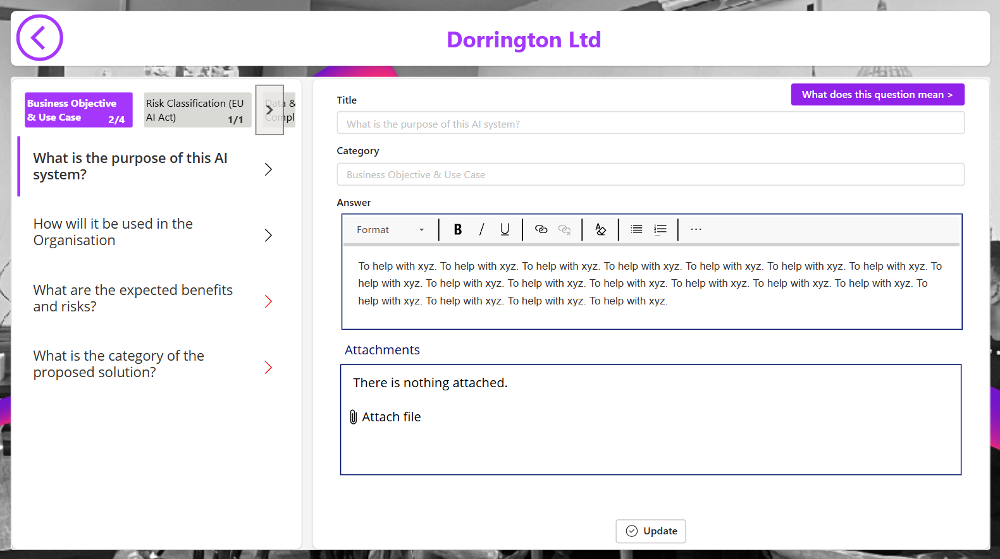 Dorrington Ltd
Business Objective
& Use Case
2/4
Risk Classification (EU
AI Act)
1/1
Data &
Compl
What is the purpose of this AI
system?
How will it be used in the
Organisation
What are the expected benefits
and risks?
What is the category of the
proposed solution?
What does this question mean >
Title
What is the purpose of this AI system?
Category
Business Objective & Use Case
Answer
Format
B
/
U
...
To help with xyz. To help with xyz. To help with xyz. To help with xyz. To help with xyz. To help with xyz. To help with xyz. To
help with xyz. To help with xyz. To help with xyz. To help with xyz. To help with xyz. To help with xyz. To help with xyz. To
help with xyz. To help with xyz. To help with xyz. To help with xyz.
Attachments
There is nothing attached.
Attach file
Update